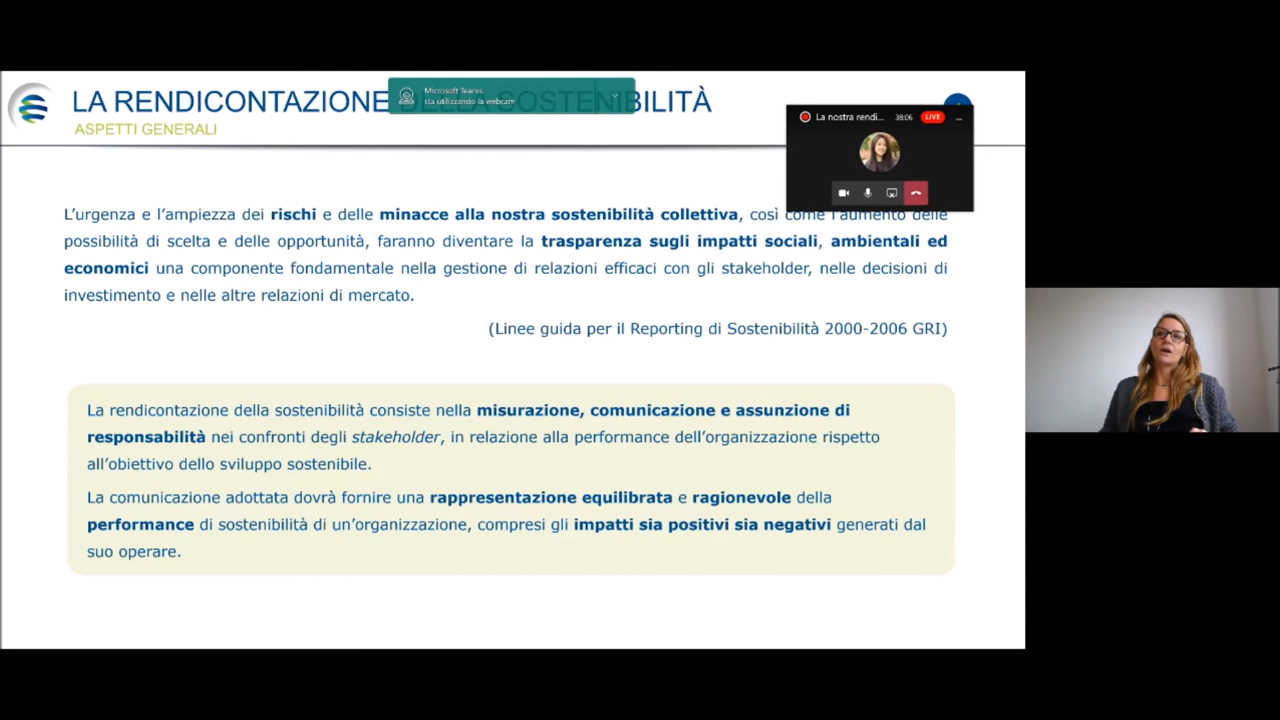 LA RENDICONTAZIONE DELLA SOSTENIBILITÀ
ASPETTI GENERALI
Microsoft Teams
sta utilizzando la webcam
La nostra rendi... 38:06 LIVE
L'urgenza e l'ampiezza dei rischi e delle minacce alla nostra sostenibilità collettiva, così come l'aumento delle
possibilità di scelta e delle opportunità, faranno diventare la trasparenza sugli impatti sociali, ambientali ed
economici una componente fondamentale nella gestione di relazioni efficaci con gli stakeholder, nelle decisioni di
investimento e nelle altre relazioni di mercato.
(Linee guida per il Reporting di Sostenibilità 2000-2006 GRI)
La rendicontazione della sostenibilità consiste nella misurazione, comunicazione e assunzione di
responsabilità nei confronti degli stakeholder, in relazione alla performance dell'organizzazione rispetto
all'obiettivo dello sviluppo sostenibile.
La comunicazione adottata dovrà fornire una rappresentazione equilibrata e ragionevole della
performance di sostenibilità di un'organizzazione, compresi gli impatti sia positivi sia negativi generati dal
suo operare.